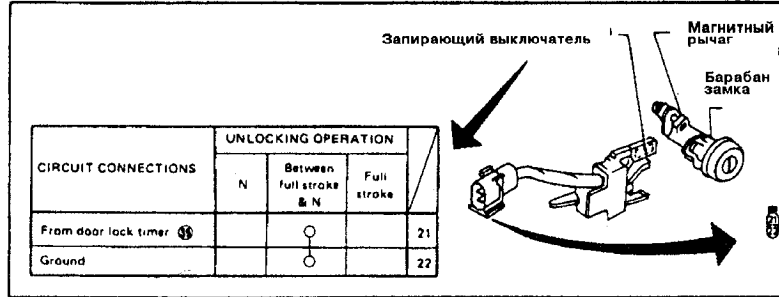 Запирающий выключатель
Магнитный
рычаг
Барабан
замка
CIRCUIT CONNECTIONS
UNLOCKING OPERATION
N
Between
full stroke
& N
Full
stroke
From door lock timer
21
Ground
22